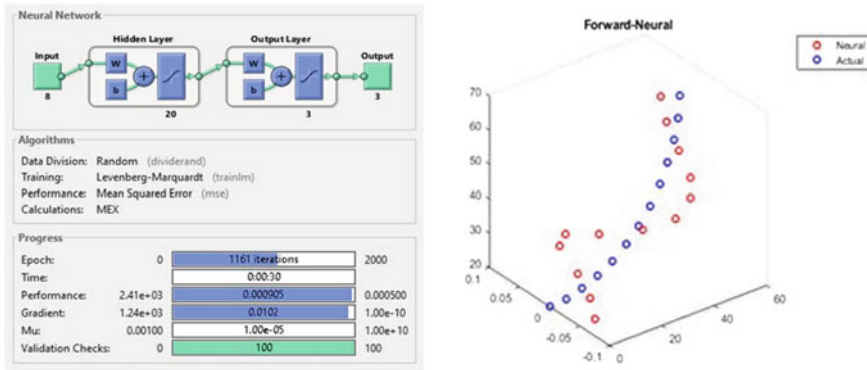 Neural Network
Hidden Layer
Output Layer
Input
Output
W
b
+
W
b
+
8
20
3
3
Algorithms
Data Division: Random (dividerand)
Training: Levenberg-Marquardt (trainlm)
Performance: Mean Squared Error (mse)
Calculations: MEX
Progress
Epoch: 0 1161 iterations 2000
Time: 0:00:30
Performance: 2.41e+03 0.000905 0.000500
Gradient: 1.24e+03 0.0102 1.00e-10
Mu: 0.00100 1.00e-05 1.00e+10
Validation Checks: 0 100 100
Forward-Neural
Neural
Actual
70
60
50
40
30
20
0.1
0.05
0
-0.05
-0.1
0
20
40
60